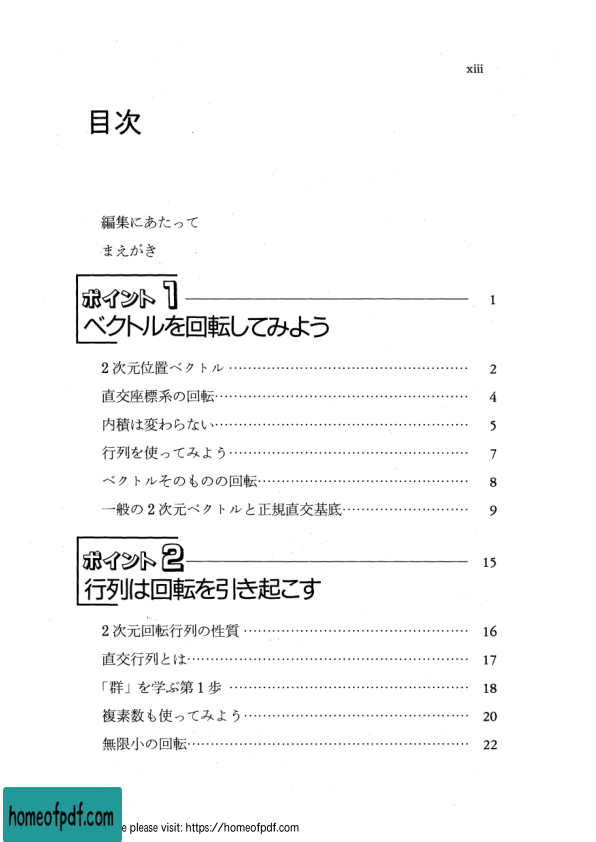 xiii
目次
編集にあたって
まえがき
ポイント 1 1
ベクトルを回転してみよう
2次元位置ベクトル ……………………………………… 2
直交座標系の回転……………………………………… 4
内積は変わらない……………………………………… 5
行列を使ってみよう……………………………………… 7
ベクトルそのものの回転……………………………………… 8
一般の2次元ベクトルと正規直交基底……………………… 9
ポイント 2 15
行列は回転を引き起こす
2次元回転行列の性質 ……………………………………… 16
直交行列とは……………………………………… 17
「群」を学ぶ第1歩 ……………………………………… 18
複素数も使ってみよう……………………………………… 20
無限小の回転……………………………………… 22
homeofpdf.com
e please visit: https://homeofpdf.com